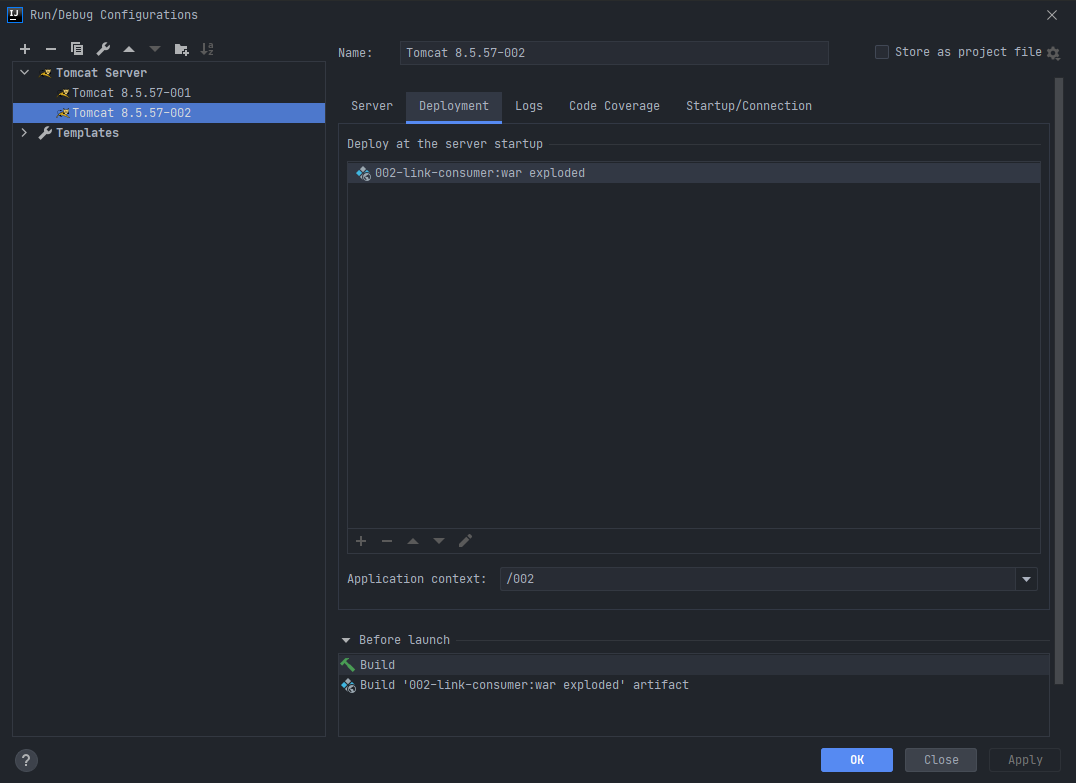 Run/Debug Configurations
Name: Tomcat 8.5.57-002
Store as project file
Tomcat Server
Tomcat 8.5.57-001
Tomcat 8.5.57-002
Templates
Server Deployment Logs Code Coverage Startup/Connection
Deploy at the server startup
002-link-consumer:war exploded
Application context: /002
Before launch
Build
Build '002-link-consumer:war exploded' artifact
? OK Close Apply